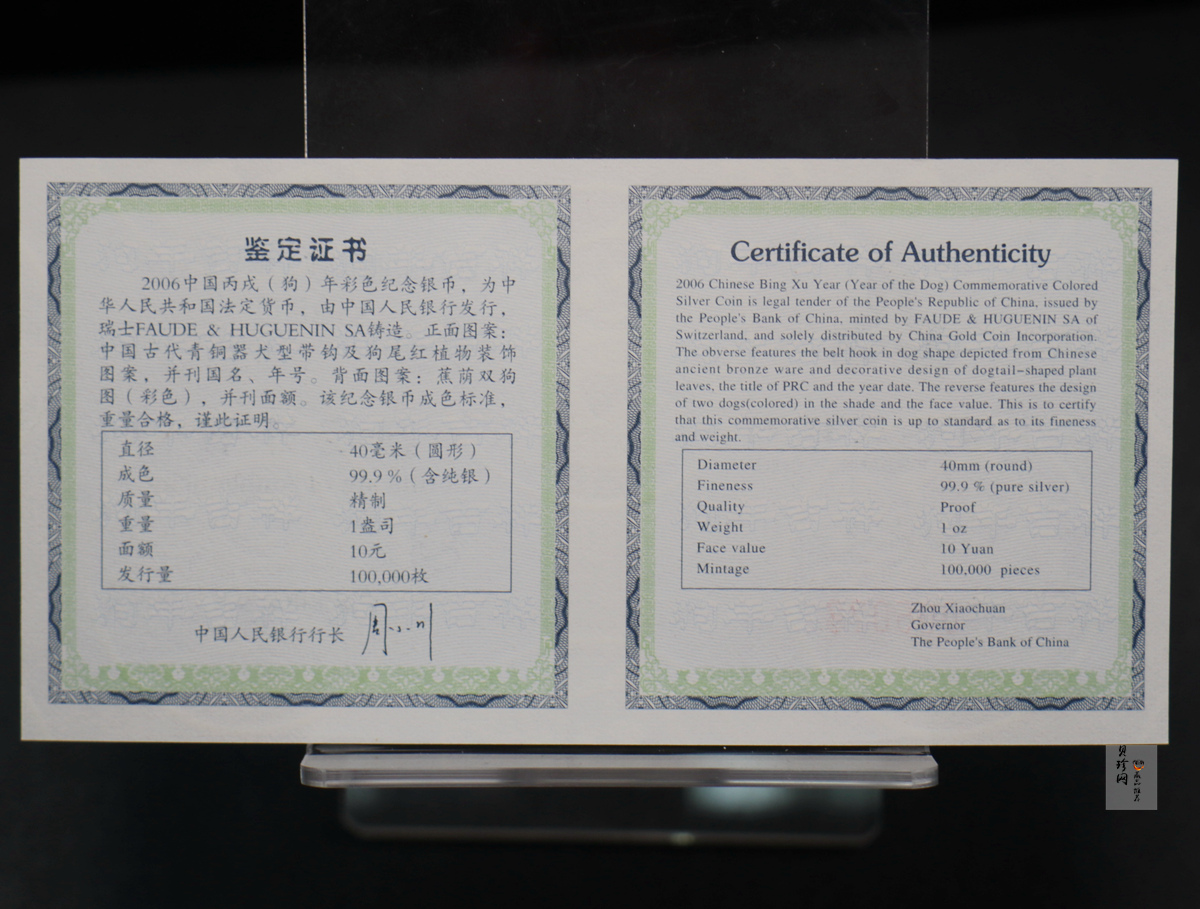 鉴定证书
2006中国丙戌（狗）年彩色纪念银币，为中
华人民共和国法定货币，由中国人民银行发行，
瑞士FAUDE & HUGUENIN SA铸造。正面图案：
中国古代青铜器犬型带钩及狗尾红植物装饰
图案，并刊国名、年号。背面图案：蕉荫双狗
图（彩色），并刊面额。该纪念银币成色标准，
重量合格，谨此证明。
直径 40毫米（圆形）
成色 99.9%（含纯银）
质量 精制
重量 1盎司
面额 10元
发行量 100,000枚
中国人民银行行长 周小川
Certificate of Authenticity
2006 Chinese Bing Xu Year (Year of the Dog) Commemorative Colored
Silver Coin is legal tender of the People's Republic of China, issued by
the People's Bank of China, minted by FAUDE & HUGUENIN SA of
Switzerland, and solely distributed by China Gold Coin Incorporation.
The obverse features the belt hook in dog shape depicted from Chinese
ancient bronze ware and decorative design of dogtail-shaped plant
leaves, the title of PRC and the year date. The reverse features the design
of two dogs(colored) in the shade and the face value. This is to certify
that this commemorative silver coin is up to standard as to its fineness
and weight.
Diameter 40mm (round)
Fineness 99.9 % (pure silver)
Quality Proof
Weight 1 oz
Face value 10 Yuan
Mintage 100,000 pieces
Zhou Xiaochuan
Governor
The People's Bank of China